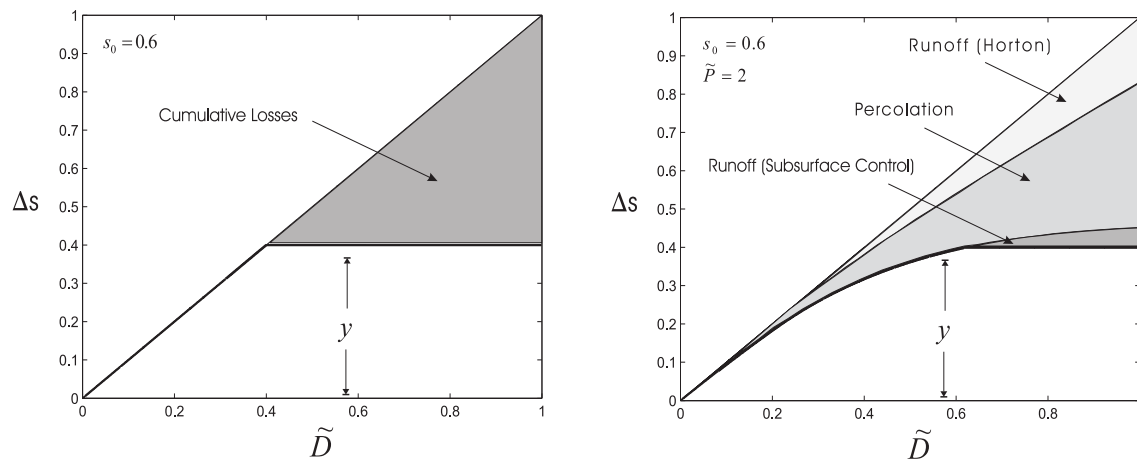 1
0.9
0.8
0.7
0.6
0.5
0.4
0.3
0.2
0.1
0
s₀ = 0.6
Cumulative Losses
Δs
y
0 0.2 0.4 0.6 0.8 1
D̃
1
0.9
0.8
0.7
0.6
0.5
0.4
0.3
0.2
0.1
0
s₀ = 0.6
P̃ = 2
Runoff (Horton)
Percolation
Runoff (Subsurface Control)
Δs
y
0 0.2 0.4 0.6 0.8
D̃